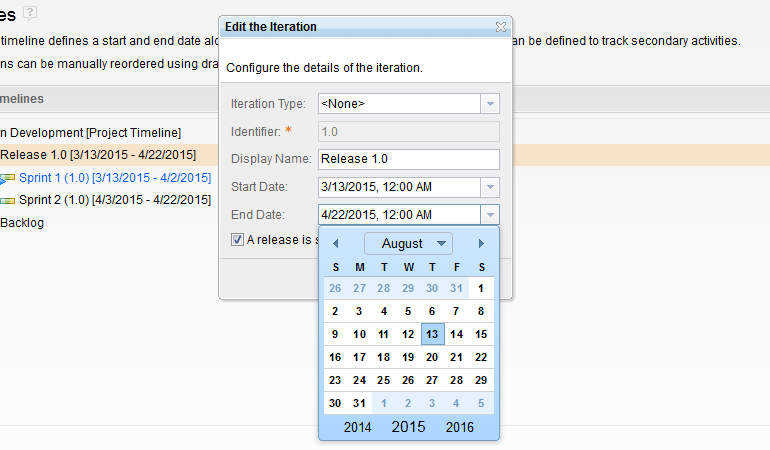 es ?
timeline defines a start and end date alo
an be defined to track secondary activities.
ns can be manually reordered using dra
melines
n Development [Project Timeline]
Release 1.0 [3/13/2015 - 4/22/2015]
Sprint 1 (1.0) [3/13/2015 - 4/2/2015]
Sprint 2 (1.0) [4/3/2015 - 4/22/2015]
Backlog
Edit the Iteration
Configure the details of the iteration.
Iteration Type: <None>
Identifier: * 1.0
Display Name: Release 1.0
Start Date: 3/13/2015, 12:00 AM
End Date: 4/22/2015, 12:00 AM
A release is s
August
S M T W T F S
26 27 28 29 30 31 1
2 3 4 5 6 7 8
9 10 11 12 13 14 15
16 17 18 19 20 21 22
23 24 25 26 27 28 29
30 31 1 2 3 4 5
2014 2015 2016